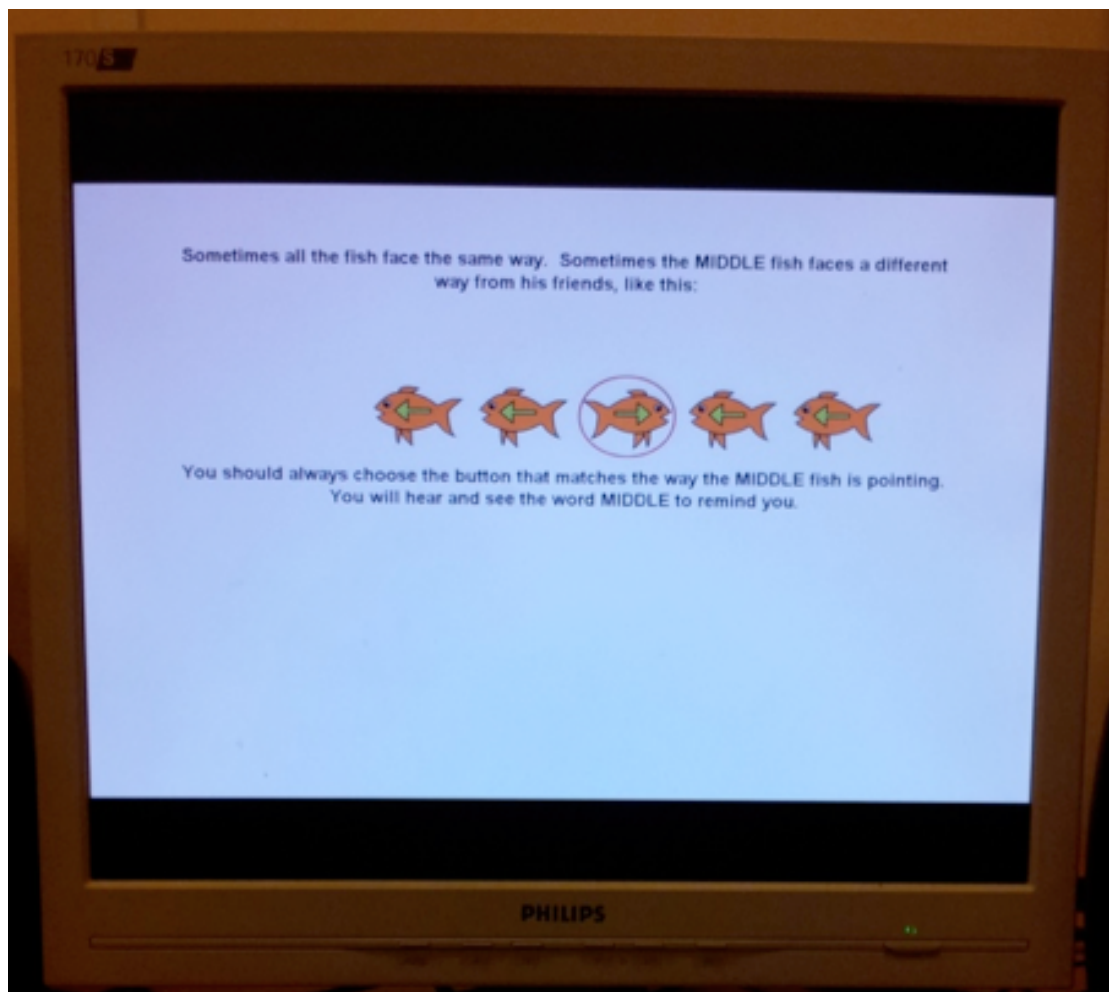 170S
Sometimes all the fish face the same way. Sometimes the MIDDLE fish faces a different
way from his friends, like this:
You should always choose the button that matches the way the MIDDLE fish is pointing.
You will hear and see the word MIDDLE to remind you.
PHILIPS